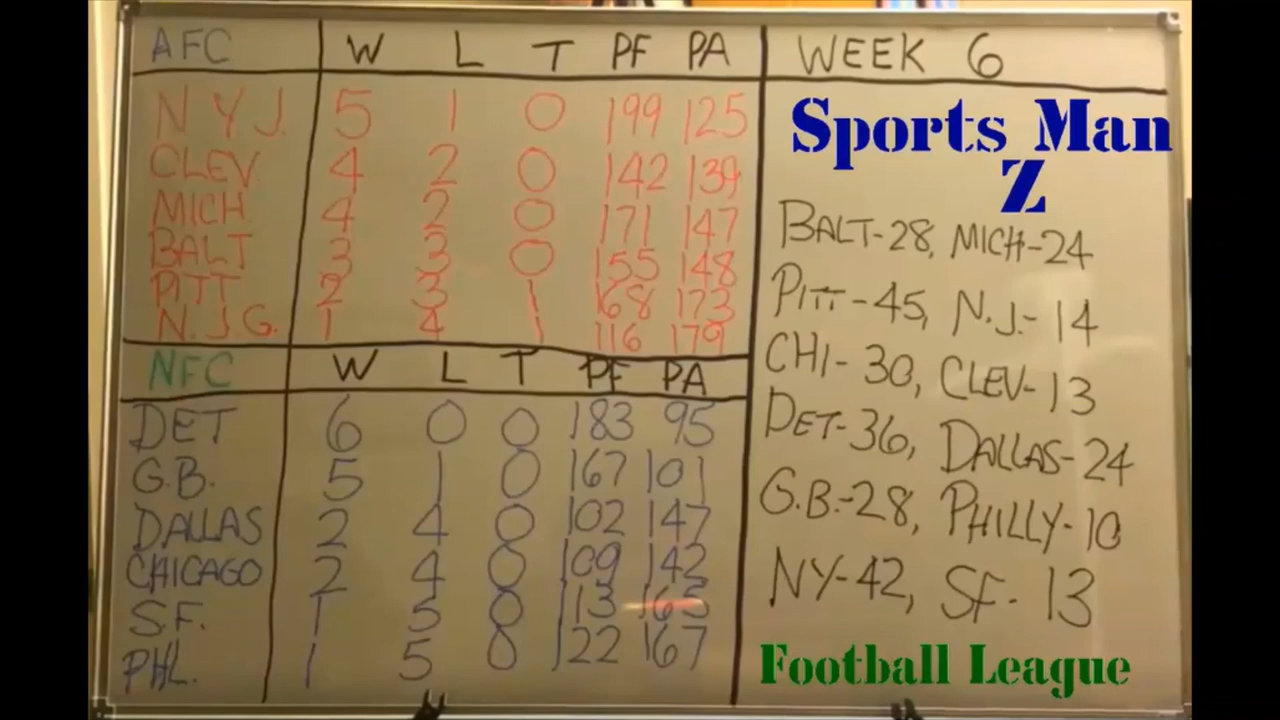 AFC W L T PF PA
N Y J. 5 1 0 199 125
CLEV. 4 2 0 142 139
MICH. 4 2 0 171 147
BALT 3 3 0 155 148
PITT 2 3 1 168 173
N.J.G. 1 4 1 116 179
NFC W L T PF PA
DET 6 0 0 183 95
G.B. 5 1 0 167 101
DALLAS 2 4 0 102 147
CHICAGO 2 4 0 109 142
S.F. 1 5 0 113 165
PHL. 1 5 0 122 167
WEEK 6
Sports Man
Z
BALT-28, MICH-24
PITT-45, N.J.-14
CHI-30, CLEV-13
DET-36, DALLAS-24
G.B.-28, PHILLY-10
NY-42, SF-13
Football League